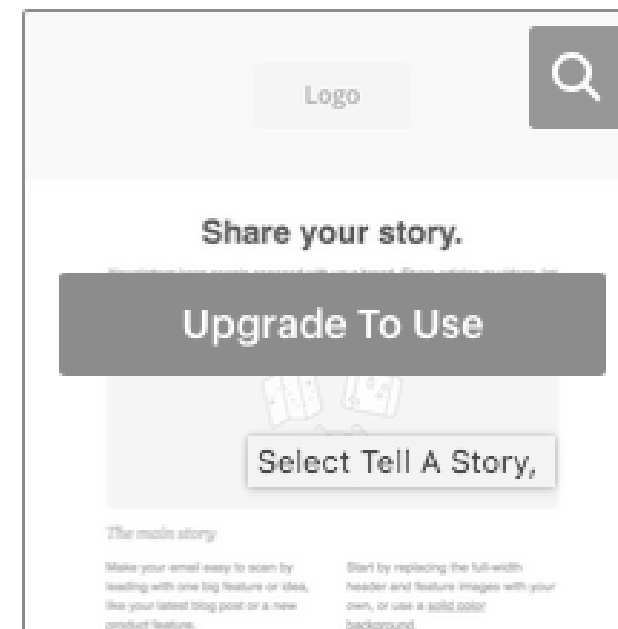 Logo
Share your story.
Upgrade To Use
Select Tell A Story,
The main story
Make your email easy to scan by
leading with one big feature or idea,
like your latest blog post or a new
product feature.
Start by replacing the full-width
header and feature images with your
own, or use a solid color
background.